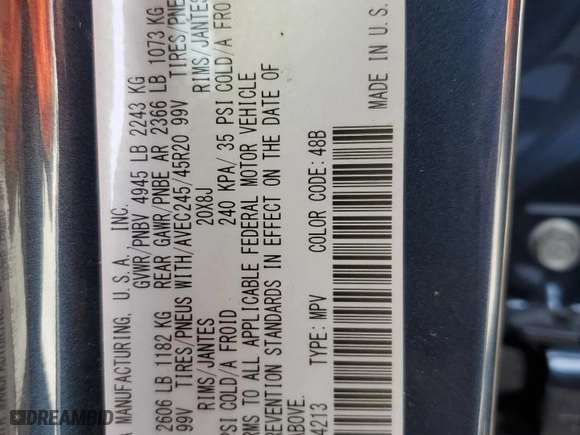 A MANUFACTURING, U.S.A. INC.
GVWR/PNBV 4945 LB 2243 KG
2606 LB 1182 KG REAR GAWR/PNBE AR 2366 LB 1073 KG
99V TIRES/PNEUS WITH/AVEC245/45R20 99V TIRES/PNE
RIMS/JANTES 20X8J RIMS/JANTES
PSI COLD/A FROID 240 KPA/ 35 PSI COLD/A FRO
RMS TO ALL APPLICABLE FEDERAL MOTOR VEHICLE
REVENTION STANDARDS IN EFFECT ON THE DATE OF
ABOVE.
4213 TYPE: MPV COLOR CODE: 48B
MADE IN U.S.
DREAMBID